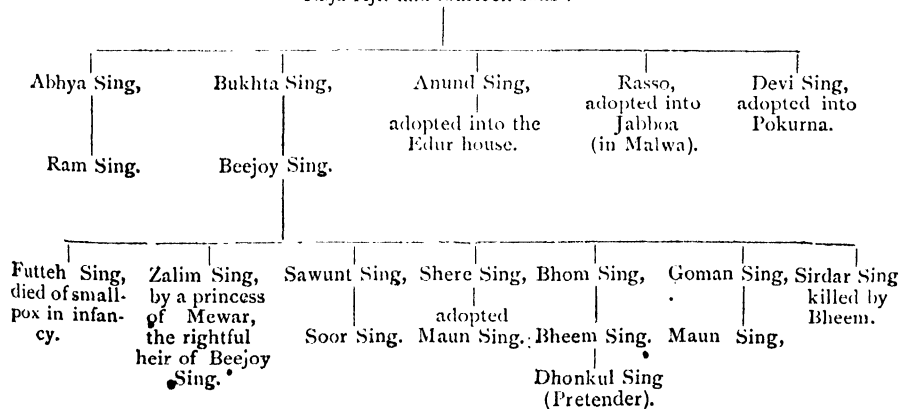 Abhya Sing, Bukhta Sing, Anund Sing, Rasso, Devi Sing,
adopted into the adopted into adopted into
Edur house. Jabboa Pokurna.
(in Malwa).
Ram Sing. Beejoy Sing.
Futteh Sing, Zalim Sing, Sawunt Sing, Shere Sing, Bhom Sing, Goman Sing, Sirdar Sing
died of small- by a princess killed by
pox in infan- of Mewar, adopted Bheem.
cy. the rightful Soor Sing. Maun Sing. Bheem Sing. Maun Sing,
heir of Beejoy
Sing. Dhonkul Sing
(Pretender).